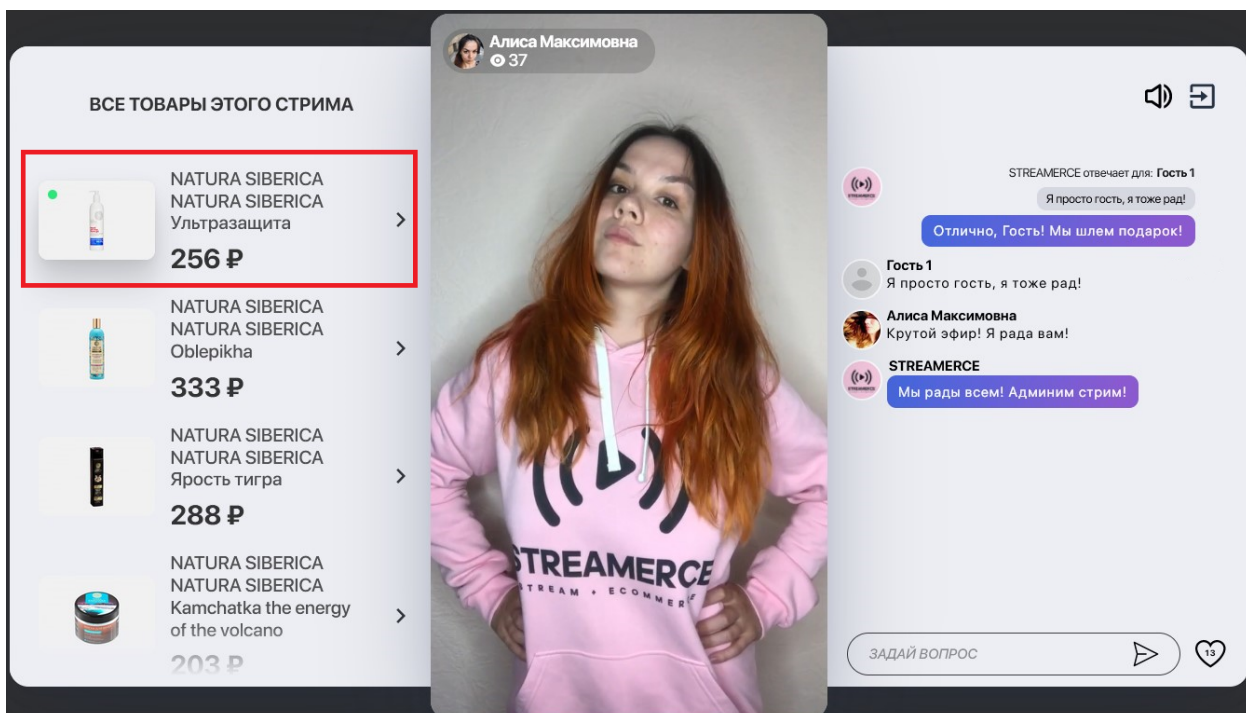 ВСЕ ТОВАРЫ ЭТОГО СТРИМА
NATURA SIBERICA
NATURA SIBERICA
Ультразащита
256 ₽
NATURA SIBERICA
NATURA SIBERICA
Oblepikha
333 ₽
NATURA SIBERICA
NATURA SIBERICA
Ярость тигра
288 ₽
NATURA SIBERICA
NATURA SIBERICA
Kamchatka the energy
of the volcano
203 ₽
Алиса Максимовна
37
STREAMERCE
STREAM + ECOMMER
STREAMERCE отвечает для: Гость 1
Я просто гость, я тоже рад!
Отлично, Гость! Мы шлем подарок!
Гость 1
Я просто гость, я тоже рад!
Алиса Максимовна
Крутой эфир! Я рада вам!
STREAMERCE
Мы рады всем! Админим стрим!
ЗАДАЙ ВОПРОС
13